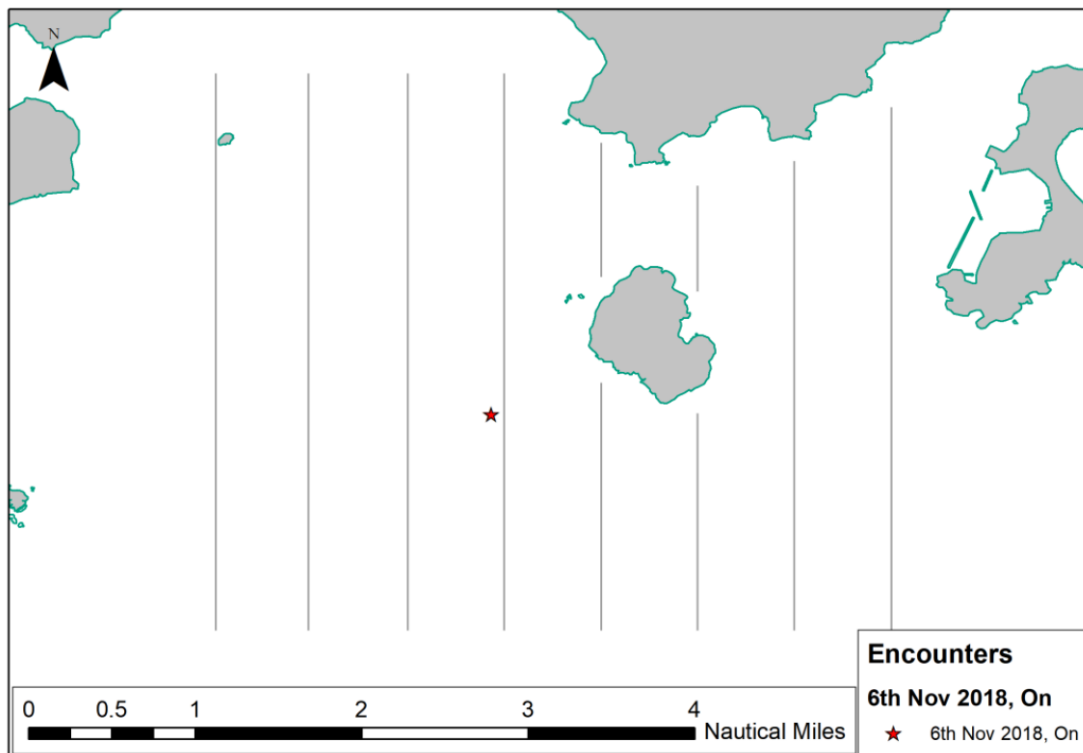 N
Encounters
6th Nov 2018, On
6th Nov 2018, On
0 0.5 1 2 3 4
Nautical Miles